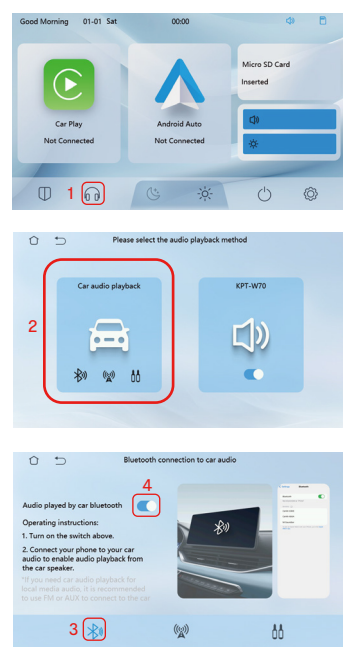 Good Morning 01-01 Sat 00:00
Car Play
Not Connected
Android Auto
Not Connected
Micro SD Card
Inserted
1
Please select the audio playback method
2
Car audio playback
KPT-W70
Bluetooth connection to car audio
4
Audio played by car bluetooth
Operating instructions:
1. Turn on the switch above.
2. Connect your phone to your car
audio to enable audio playback from
the car speaker.
*If you need car audio playback for
local media audio, it is recommended
to use FM or AUX to connect to the car
3